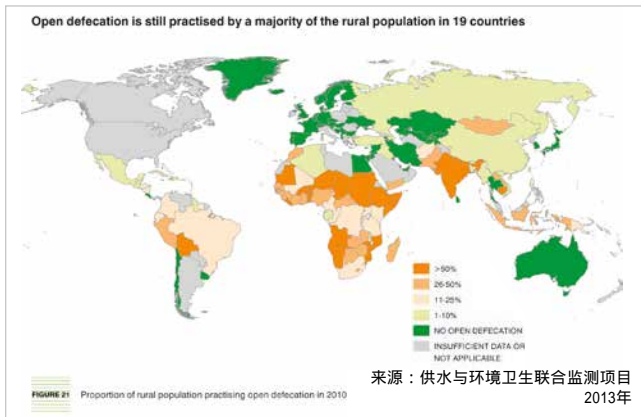 Open defecation is still practised by a majority of the rural population in 19 countries
>50%
26-50%
11-25%
1-10%
NO OPEN DEFECATION
INSUFFICIENT DATA OR
NOT APPLICABLE
来源：供水与环境卫生联合监测项目
2013年
FIGURE 21 Proportion of rural population practising open defecation in 2010